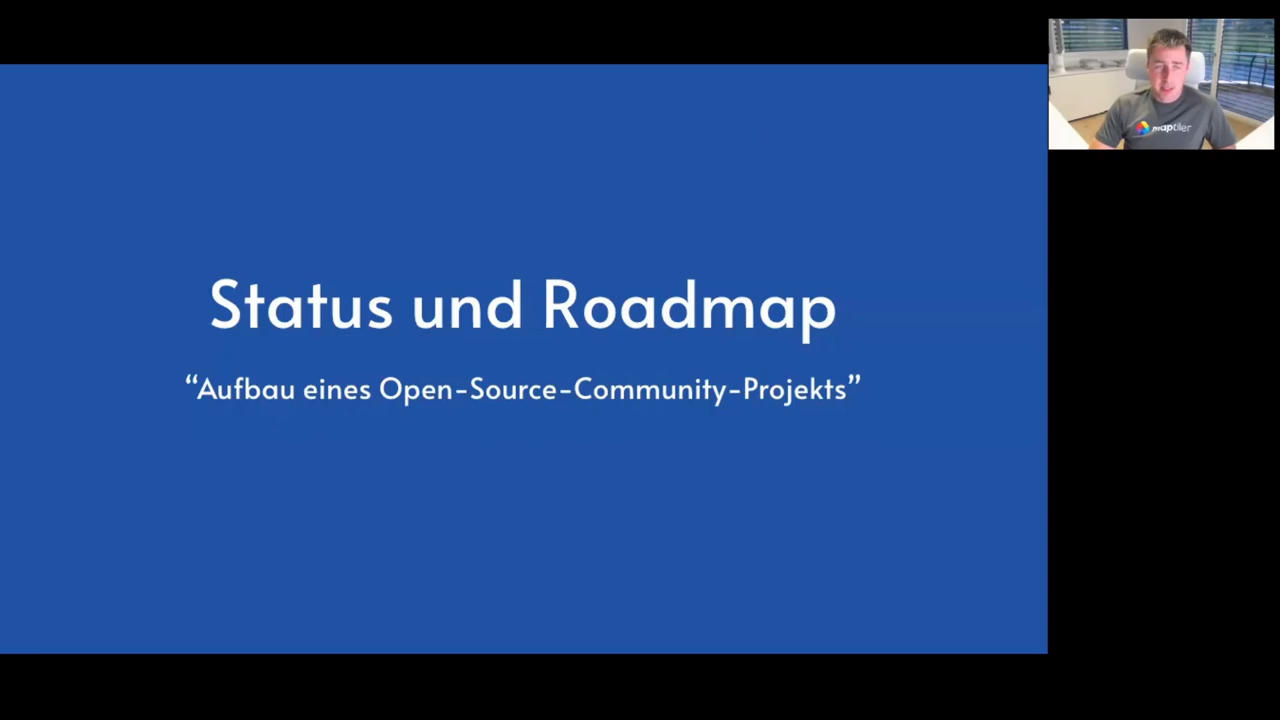 Status und Roadmap
“Aufbau eines Open-Source-Community-Projekts”
maptiler